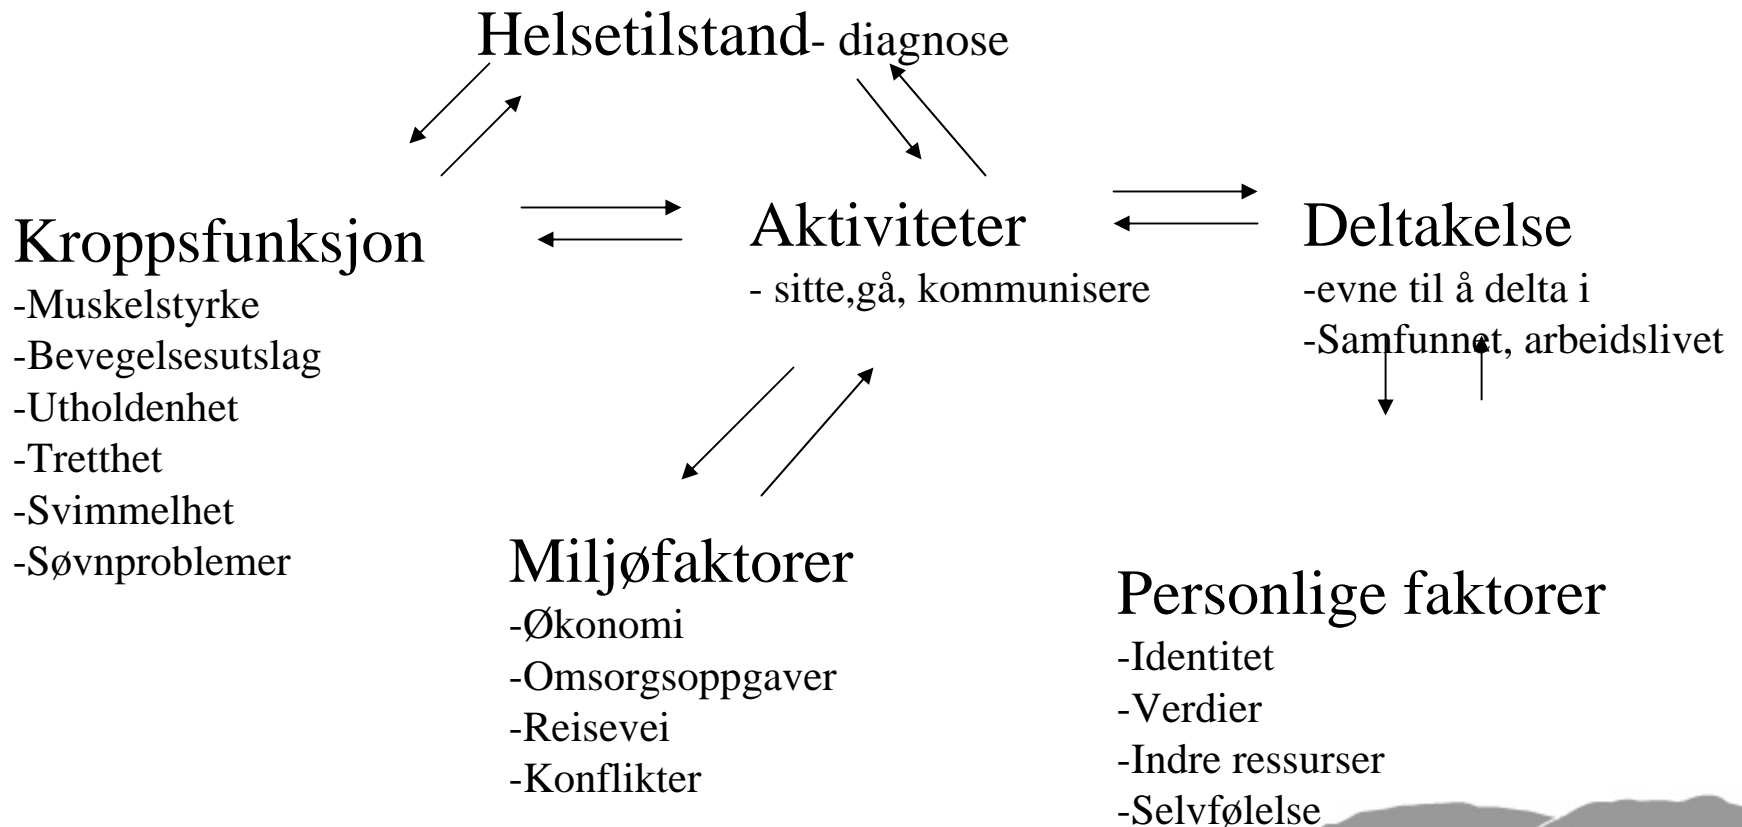 Helsetilstand- diagnose
Kroppsfunksjon
-Muskelstyrke
-Bevegelsesutslag
-Utholdenhet
-Tretthet
-Svimmelhet
-Søvnproblemer
Aktiviteter
- sitte,gå, kommunisere
Deltakelse
-evne til å delta i
-Samfunnet, arbeidslivet
Miljøfaktorer
-Økonomi
-Omsorgsoppgaver
-Reisevei
-Konflikter
Personlige faktorer
-Identitet
-Verdier
-Indre ressurser
-Selvfølelse